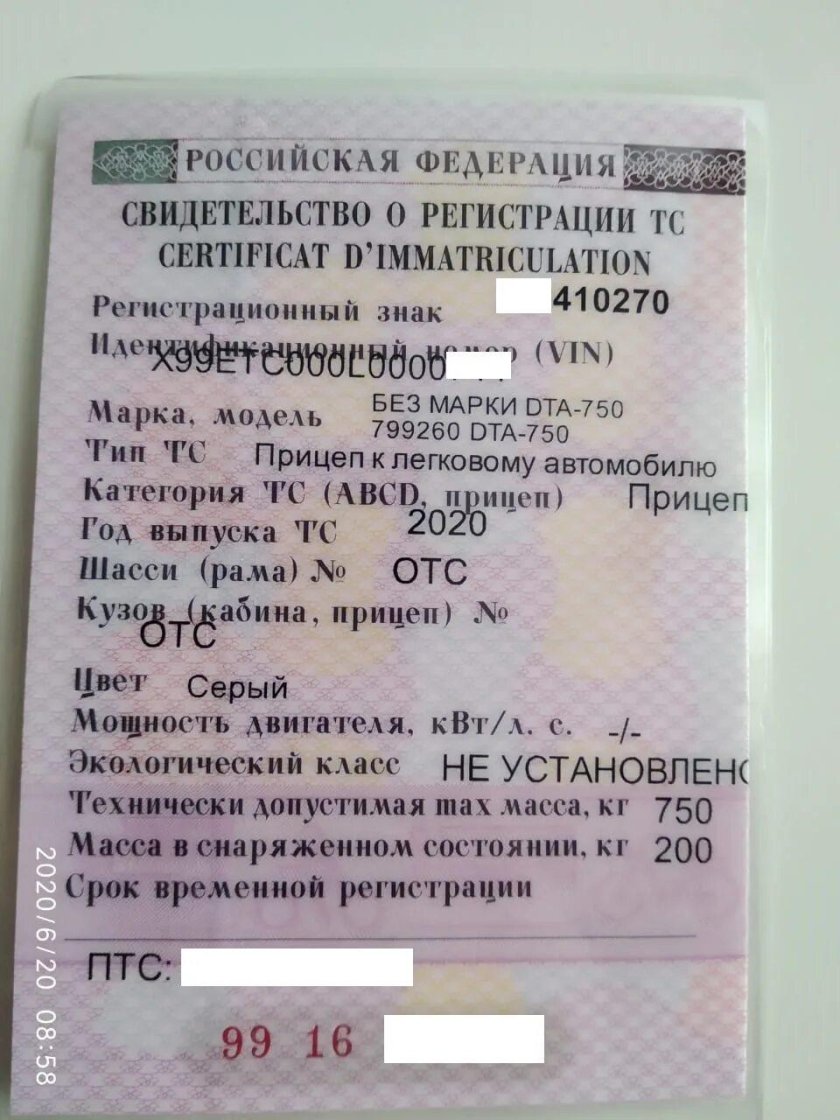 РОССИЙСКАЯ ФЕДЕРАЦИЯ
СВИДЕТЕЛЬСТВО О РЕГИСТРАЦИИ ТС
CERTIFICAT D'IMMATRICULATION
Регистрационный знак 410270
Идентификационный номер (VIN)
X99ETC000L0000
Марка, модель БЕЗ МАРКИ DTA-750
799260 DTA-750
Тип ТС Прицеп к легковому автомобилю
Категория ТС (ABCD, прицеп) Прицеп
Год выпуска ТС 2020
Шасси (рама) № ОТС
Кузов (кабина, прицеп) №
ОТС
Цвет Серый
Мощность двигателя, кВт/л. с. -/-
Экологический класс НЕ УСТАНОВЛЕНО
Технически допустимая max масса, кг 750
Масса в снаряженном состоянии, кг 200
Срок временной регистрации
ПТС:
99 16
2020/6/20 08:58